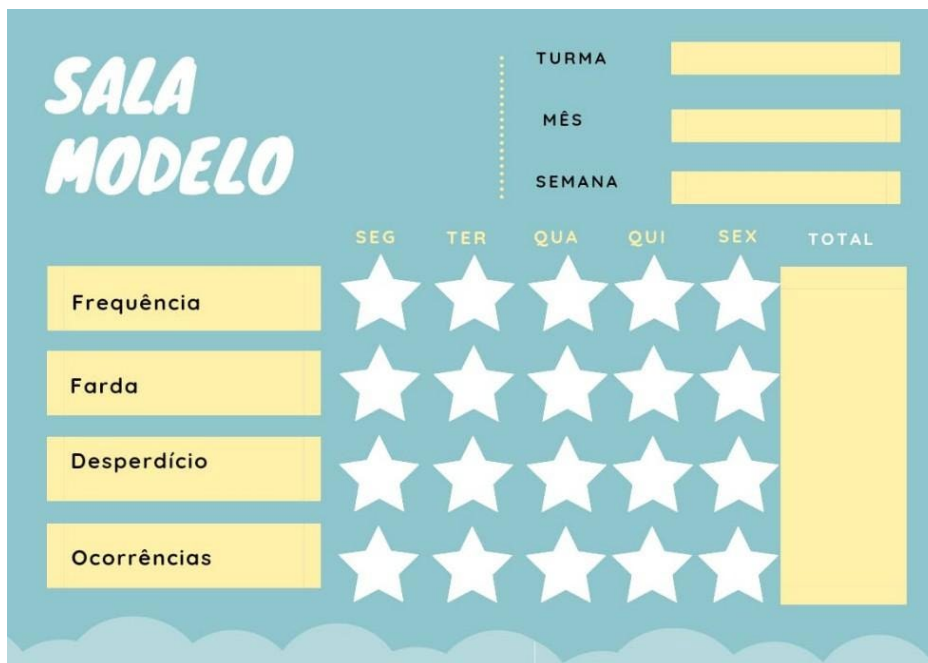 SALA
MODELO
TURMA
MÊS
SEMANA
SEG TER QUA QUI SEX TOTAL
Frequência
Farda
Desperdício
Ocorrências